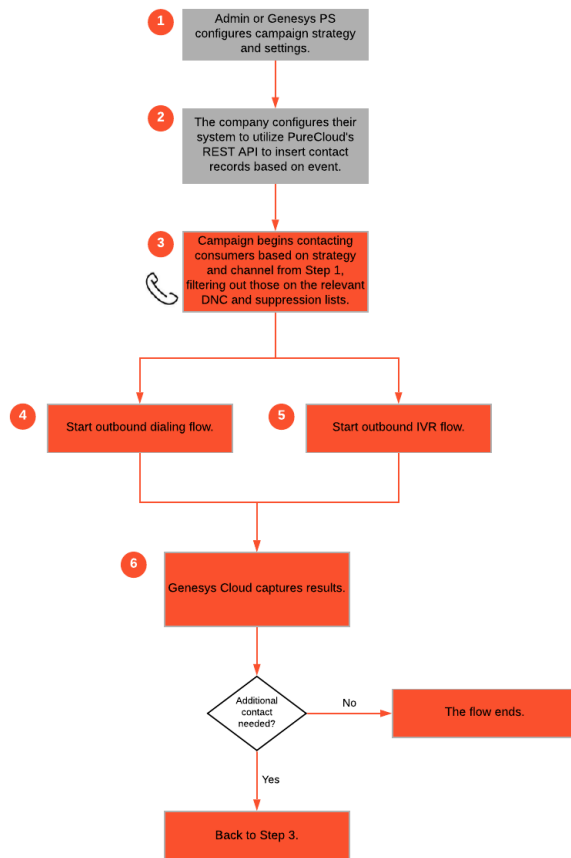 1
Admin or Genesys PS
configures campaign strategy
and settings.
2
The company configures their
system to utilize PureCloud's
REST API to insert contact
records based on event.
3
Campaign begins contacting
consumers based on strategy
and channel from Step 1,
filtering out those on the relevant
DNC and suppression lists.
4
Start outbound dialing flow.
5
Start outbound IVR flow.
6
Genesys Cloud captures results.
Additional
contact
needed?
No
The flow ends.
Yes
Back to Step 3.